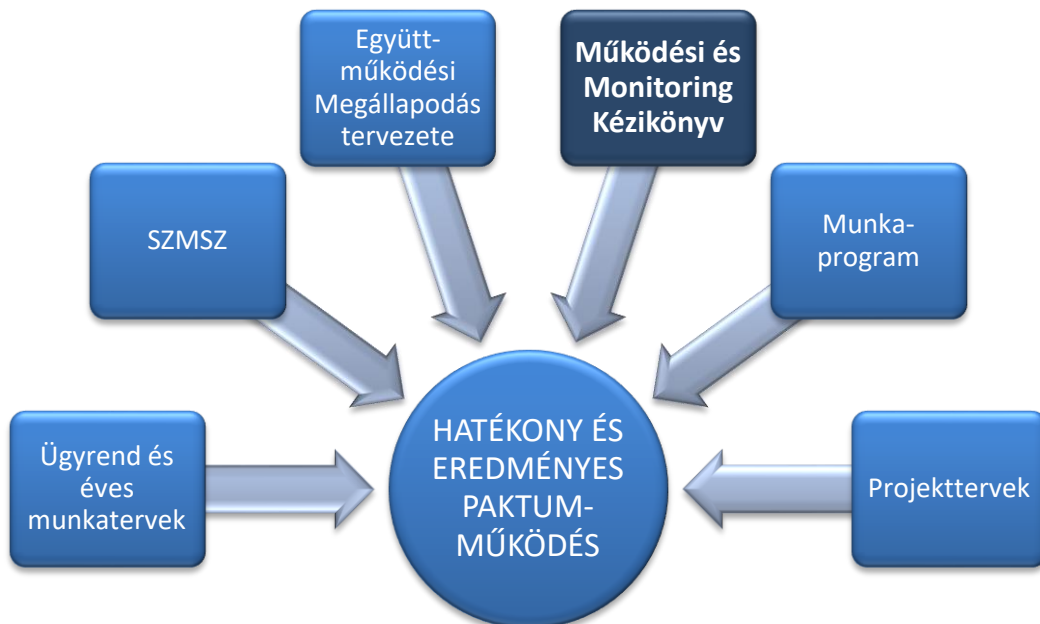 Együtt-
működési
Megállapodás
tervezete
Működési és
Monitoring
Kézikönyv
SZMSZ
Munka-
program
Ügyrend és
éves
munkatervek
HATÉKONY ÉS
EREDMÉNYES
PAKTUM-
MŰKÖDÉS
Projekttervek